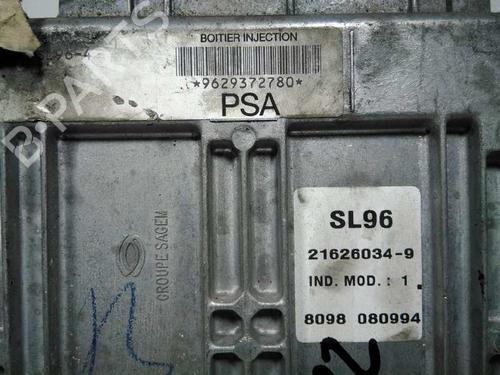 BOITIER INJECTION
*9629372780*
PSA
SL96
21626034-9
IND. MOD. : 1
8098 080994
GROUPE SAGEM
B-PARTS